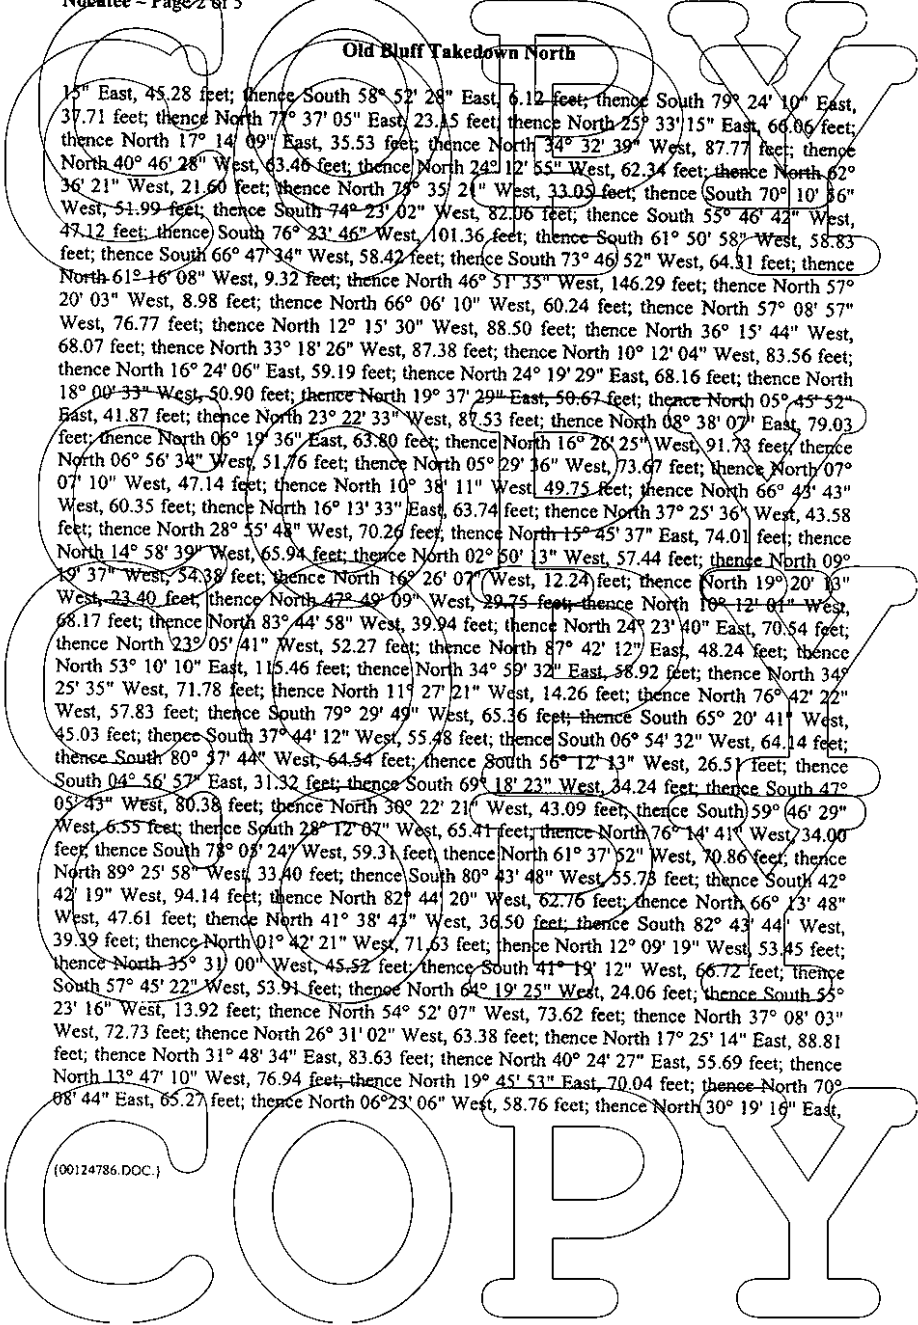 Nocatee – Page 2 of 5
Old Bluff Takedown North
15" East, 45.28 feet; thence South 58° 52' 28" East, 6.12 feet; thence South 79° 24' 10" East,
37.71 feet; thence North 77° 37' 05" East, 23.15 feet; thence North 25° 33'15" East, 66.06 feet;
thence North 17° 14' 09" East, 35.53 feet; thence North 34° 32' 39" West, 87.77 feet; thence
North 40° 46' 28" West, 63.46 feet; thence North 24° 12' 55" West, 62.34 feet; thence North 62°
36' 21" West, 21.60 feet; thence North 78° 35' 21" West, 33.05 feet; thence South 70° 10' 36"
West, 51.99 feet; thence South 74° 23' 02" West, 82.06 feet; thence South 55° 46' 42" West,
47.12 feet; thence South 76° 23' 46" West, 101.36 feet; thence South 61° 50' 58" West, 58.83
feet; thence South 66° 47' 34" West, 58.42 feet; thence South 73° 46' 52" West, 64.31 feet; thence
North 61° 16' 08" West, 9.32 feet; thence North 46° 51' 35" West, 146.29 feet; thence North 57°
20' 03" West, 8.98 feet; thence North 66° 06' 10" West, 60.24 feet; thence North 57° 08' 57"
West, 76.77 feet; thence North 12° 15' 30" West, 88.50 feet; thence North 36° 15' 44" West,
68.07 feet; thence North 33° 18' 26" West, 87.38 feet; thence North 10° 12' 04" West, 83.56 feet;
thence North 16° 24' 06" East, 59.19 feet; thence North 24° 19' 29" East, 68.16 feet; thence North
18° 00' 33" West, 50.90 feet; thence North 19° 37' 29" East, 50.67 feet; thence North 05° 45' 52"
East, 41.87 feet; thence North 23° 22' 33" West, 87.53 feet; thence North 08° 38' 07" East, 79.03
feet; thence North 06° 19' 36" East, 63.80 feet; thence North 16° 26' 25" West, 91.73 feet; thence
North 06° 56' 34" West, 51.76 feet; thence North 05° 29' 36" West, 73.67 feet; thence North 07°
07' 10" West, 47.14 feet; thence North 10° 38' 11" West, 49.75 feet; thence North 66° 43' 43"
West, 60.35 feet; thence North 16° 13' 33" East, 63.74 feet; thence North 37° 25' 36" West, 43.58
feet; thence North 28° 55' 48" West, 70.26 feet; thence North 15° 45' 37" East, 74.01 feet; thence
North 14° 58' 39" West, 65.94 feet; thence North 02° 50' 13" West, 57.44 feet; thence North 09°
19' 37" West, 54.38 feet; thence North 16° 26' 07" West, 12.24 feet; thence North 19° 20' 13"
West, 23.40 feet; thence North 47° 49' 09" West, 29.75 feet; thence North 10° 12' 01" West,
68.17 feet; thence North 83° 44' 58" West, 39.94 feet; thence North 24° 23' 40" East, 70.54 feet;
thence North 23° 05' 41" West, 52.27 feet; thence North 87° 42' 12" East, 48.24 feet; thence
North 53° 10' 10" East, 115.46 feet; thence North 34° 59' 32" East, 58.92 feet; thence North 34°
25' 35" West, 71.78 feet; thence North 11° 27' 21" West, 14.26 feet; thence North 76° 42' 22"
West, 57.83 feet; thence South 79° 29' 49" West, 65.36 feet; thence South 65° 20' 41" West,
45.03 feet; thence South 37° 44' 12" West, 55.48 feet; thence South 06° 54' 32" West, 64.14 feet;
thence South 80° 37' 44" West, 64.54 feet; thence South 56° 12' 13" West, 26.51 feet; thence
South 04° 56' 57" East, 31.32 feet; thence South 69° 18' 23" West, 34.24 feet; thence South 47°
05' 43" West, 80.38 feet; thence North 30° 22' 21" West, 43.09 feet; thence South 59° 46' 29"
West, 6.55 feet; thence South 28° 12' 07" West, 65.41 feet; thence North 76° 14' 41" West, 34.00
feet; thence South 78° 05' 24" West, 59.31 feet; thence North 61° 37' 52" West, 70.86 feet; thence
North 89° 25' 58" West, 33.40 feet; thence South 80° 43' 48" West, 55.73 feet; thence South 42°
42' 19" West, 94.14 feet; thence North 82° 44' 20" West, 62.76 feet; thence North 66° 13' 48"
West, 47.61 feet; thence North 41° 38' 43" West, 36.50 feet; thence South 82° 43' 44" West,
39.39 feet; thence North 01° 42' 21" West, 71.63 feet; thence North 12° 09' 19" West, 53.45 feet;
thence North 35° 31' 00" West, 45.52 feet; thence South 41° 19' 12" West, 66.72 feet; thence
South 57° 45' 22" West, 53.91 feet; thence North 64° 19' 25" West, 24.06 feet; thence South 55°
23' 16" West, 13.92 feet; thence North 54° 52' 07" West, 73.62 feet; thence North 37° 08' 03"
West, 72.73 feet; thence North 26° 31' 02" West, 63.38 feet; thence North 17° 25' 14" East, 88.81
feet; thence North 31° 48' 34" East, 83.63 feet; thence North 40° 24' 27" East, 55.69 feet; thence
North 13° 47' 10" West, 76.94 feet; thence North 19° 45' 53" East, 70.04 feet; thence North 70°
08' 44" East, 65.27 feet; thence North 06°23' 06" West, 58.76 feet; thence North 30° 19' 16" East,
{00124786.DOC.}
COPY
COPY
COPY
COPY
COPY